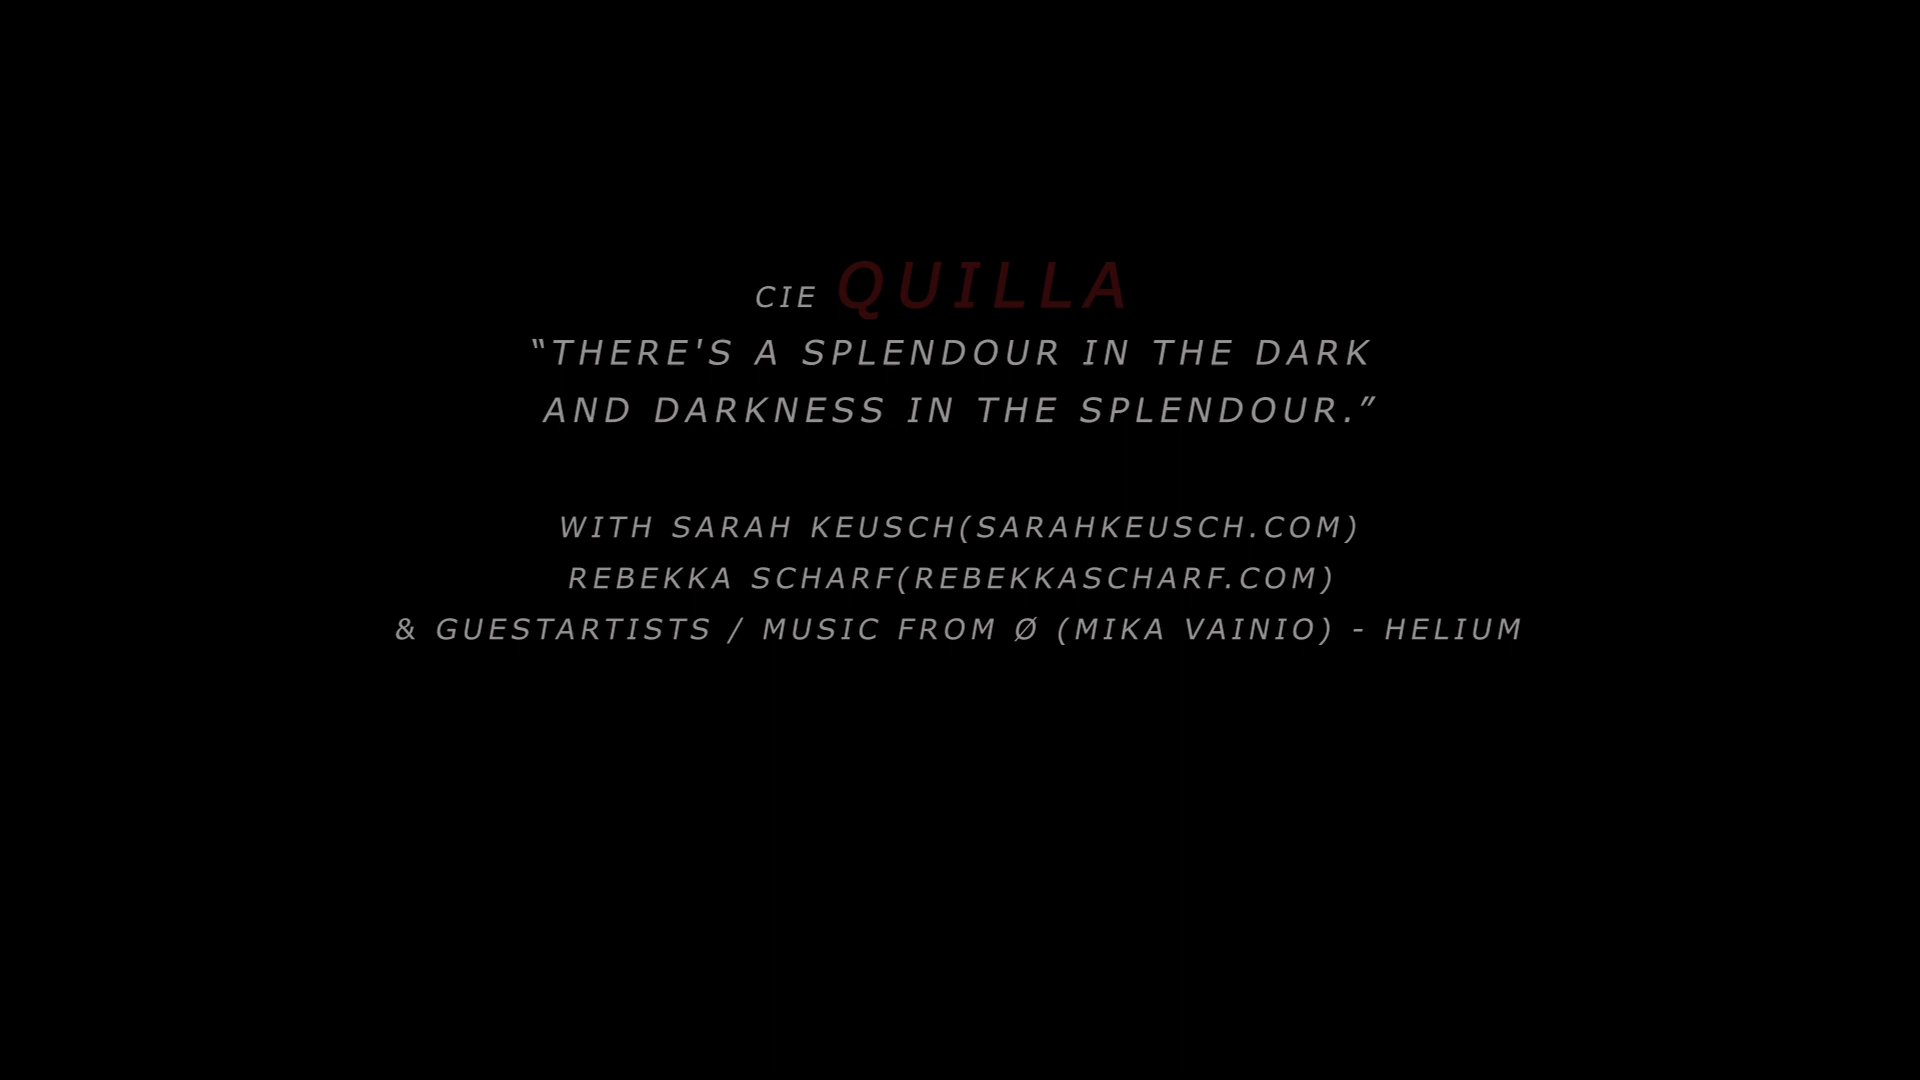 CIE QUILLA
“THERE'S A SPLENDOUR IN THE DARK
AND DARKNESS IN THE SPLENDOUR.”
WITH SARAH KEUSCH(SARAHKEUSCH.COM)
REBEKKA SCHARF(REBEKKASCHARF.COM)
& GUESTARTISTS / MUSIC FROM Ø (MIKA VAINIO) - HELIUM